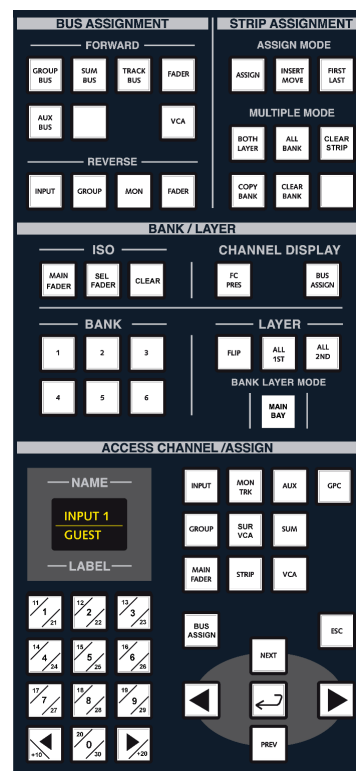 BUS ASSIGNMENT
FORWARD
GROUP BUS
SUM BUS
TRACK BUS
FADER
AUX BUS
VCA
REVERSE
INPUT
GROUP
MON
FADER
STRIP ASSIGNMENT
ASSIGN MODE
ASSIGN
INSERT MOVE
FIRST LAST
MULTIPLE MODE
BOTH LAYER
ALL BANK
CLEAR STRIP
COPY BANK
CLEAR BANK
BANK / LAYER
ISO
MAIN FADER
SEL FADER
CLEAR
CHANNEL DISPLAY
FC PRES
BUS ASSIGN
BANK
1 2 3
4 5 6
LAYER
FLIP
ALL 1ST
ALL 2ND
BANK LAYER MODE
MAIN BAY
ACCESS CHANNEL /ASSIGN
NAME
INPUT 1
GUEST
LABEL
INPUT
MON TRK
AUX
GPC
GROUP
SUR VCA
SUM
MAIN FADER
STRIP
VCA
11 1 21
12 2 22
13 3 23
14 4 24
15 5 25
16 6 26
17 7 27
18 8 28
19 9 29
+10
20 0 30
+20
BUS ASSIGN
ESC
NEXT
PREV